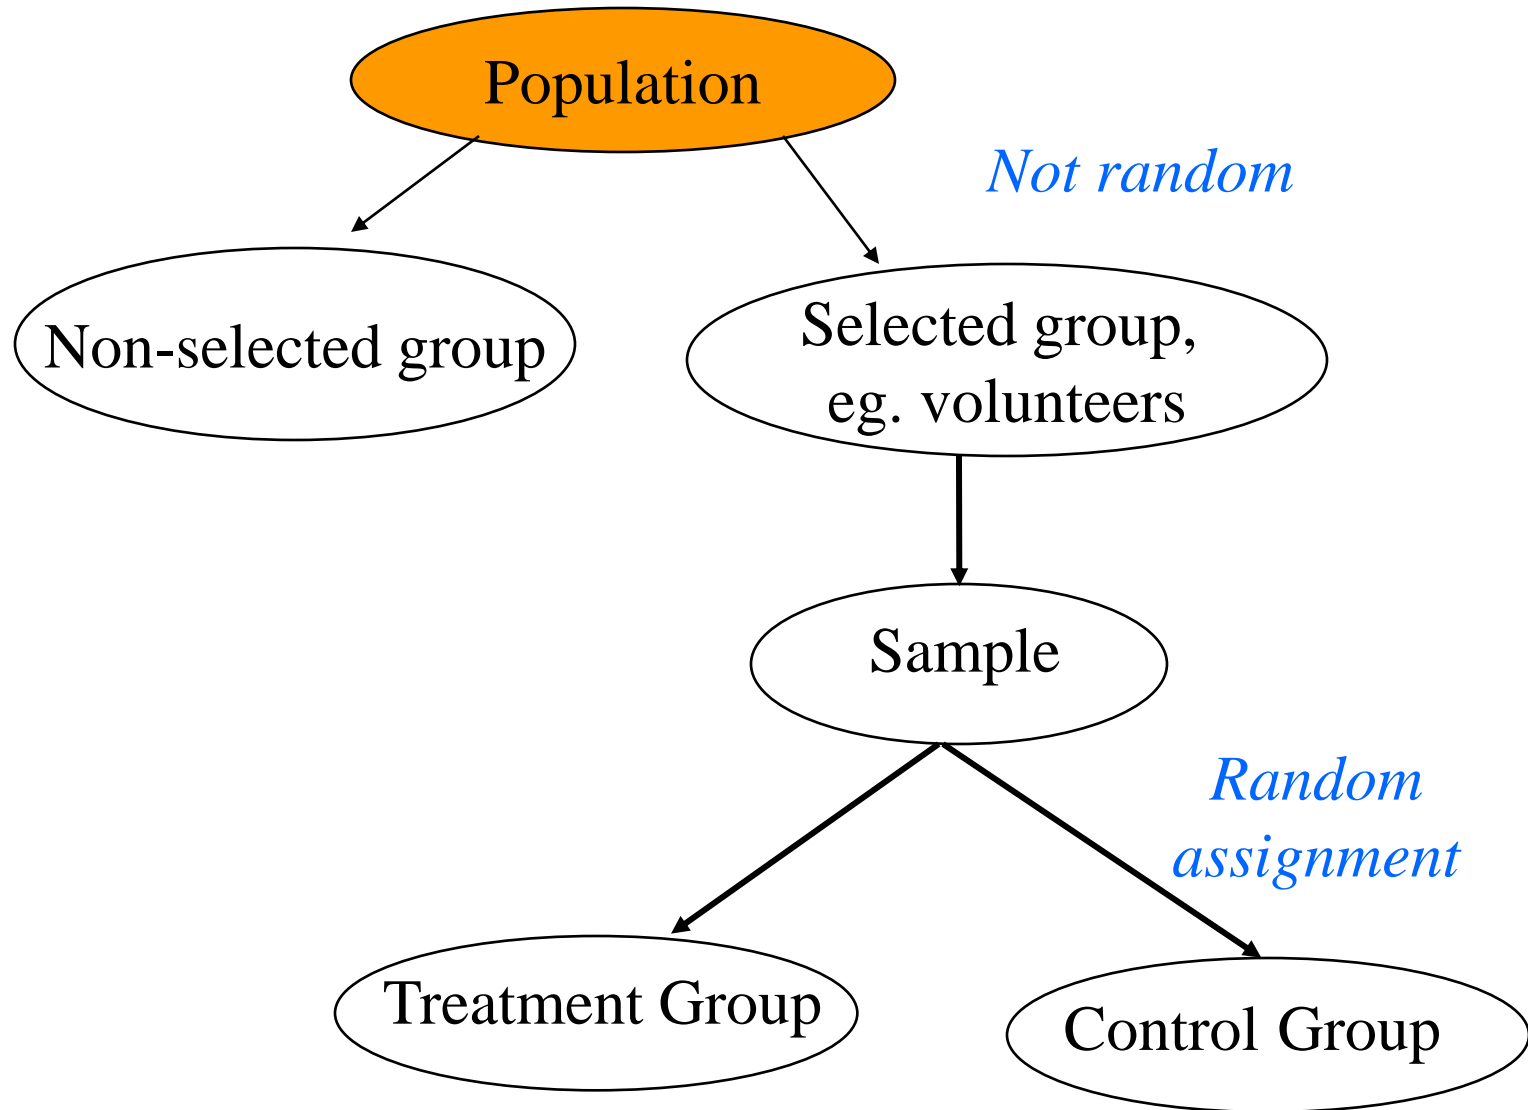 Population
Not random
Non-selected group
Selected group,
eg. volunteers
Sample
Random
assignment
Treatment Group
Control Group